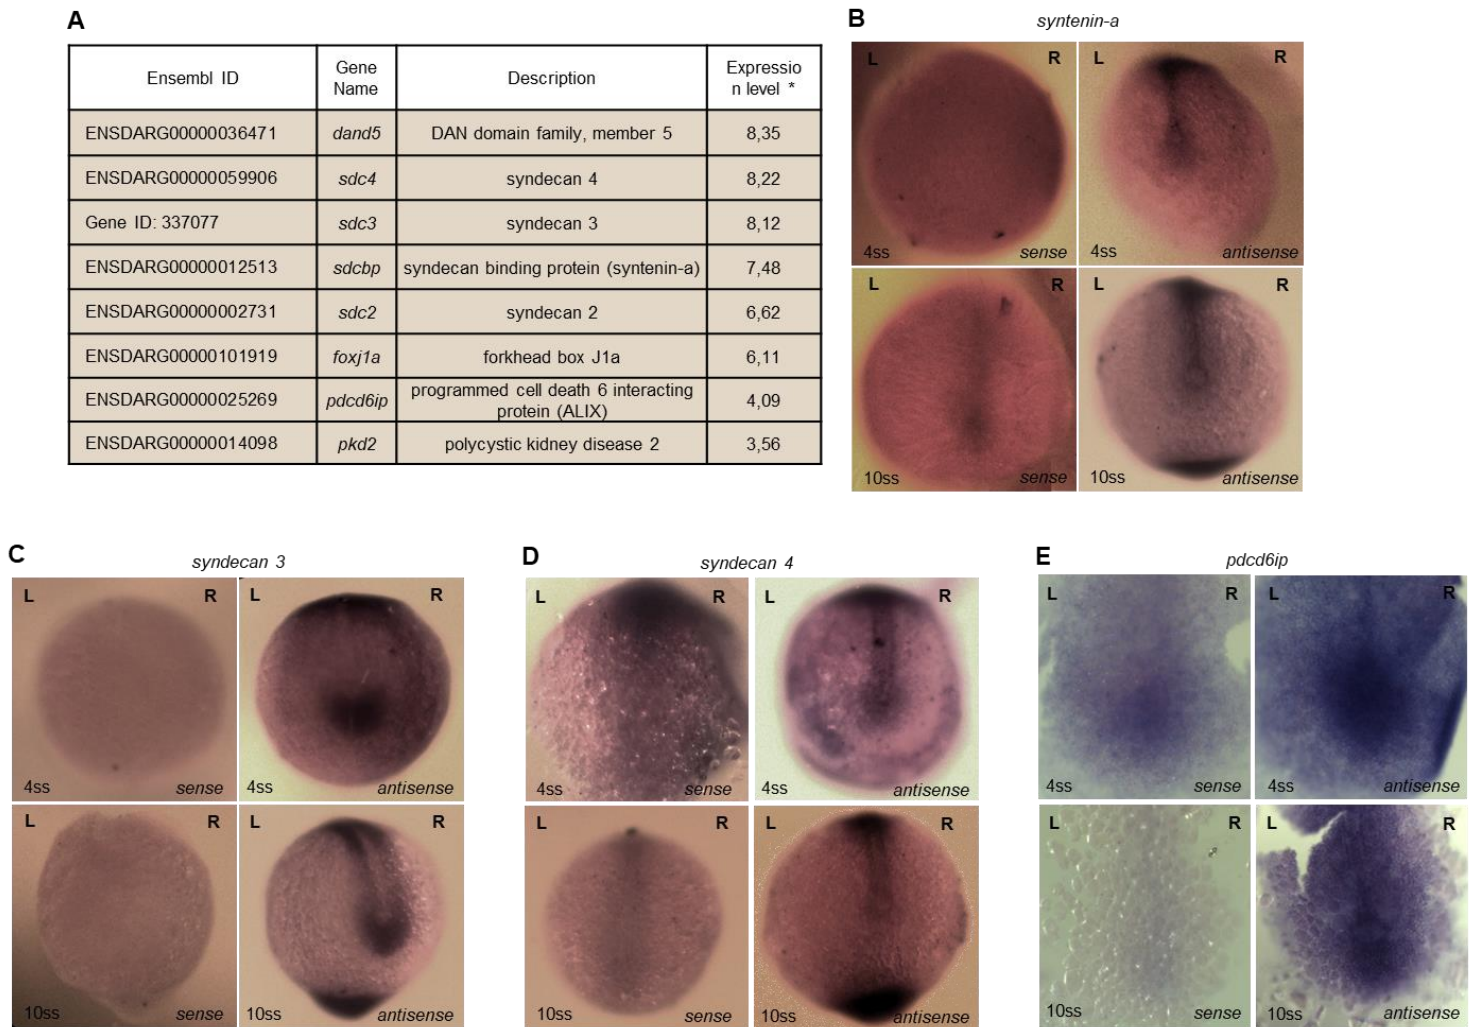 A
Ensembl ID
Gene
Name
Description
Expressio
n level *
ENSDARG00000036471 dand5 DAN domain family, member 5 8,35
ENSDARG00000059906 sdc4 syndecan 4 8,22
Gene ID: 337077 sdc3 syndecan 3 8,12
ENSDARG00000012513 sdcbp syndecan binding protein (syntenin-a) 7,48
ENSDARG00000002731 sdc2 syndecan 2 6,62
ENSDARG00000101919 foxj1a forkhead box J1a 6,11
ENSDARG00000025269 pdcd6ip programmed cell death 6 interacting
protein (ALIX) 4,09
ENSDARG00000014098 pkd2 polycystic kidney disease 2 3,56
B
syntenin-a
L R L R
4ss sense 4ss antisense
L R L R
10ss sense 10ss antisense
C
syndecan 3
L R L R
4ss sense 4ss antisense
L R L R
10ss sense 10ss antisense
D
syndecan 4
L R L R
4ss sense 4ss antisense
L R L R
10ss sense 10ss antisense
E
pdcd6ip
L R L R
4ss sense 4ss antisense
L R L R
10ss sense 10ss antisense